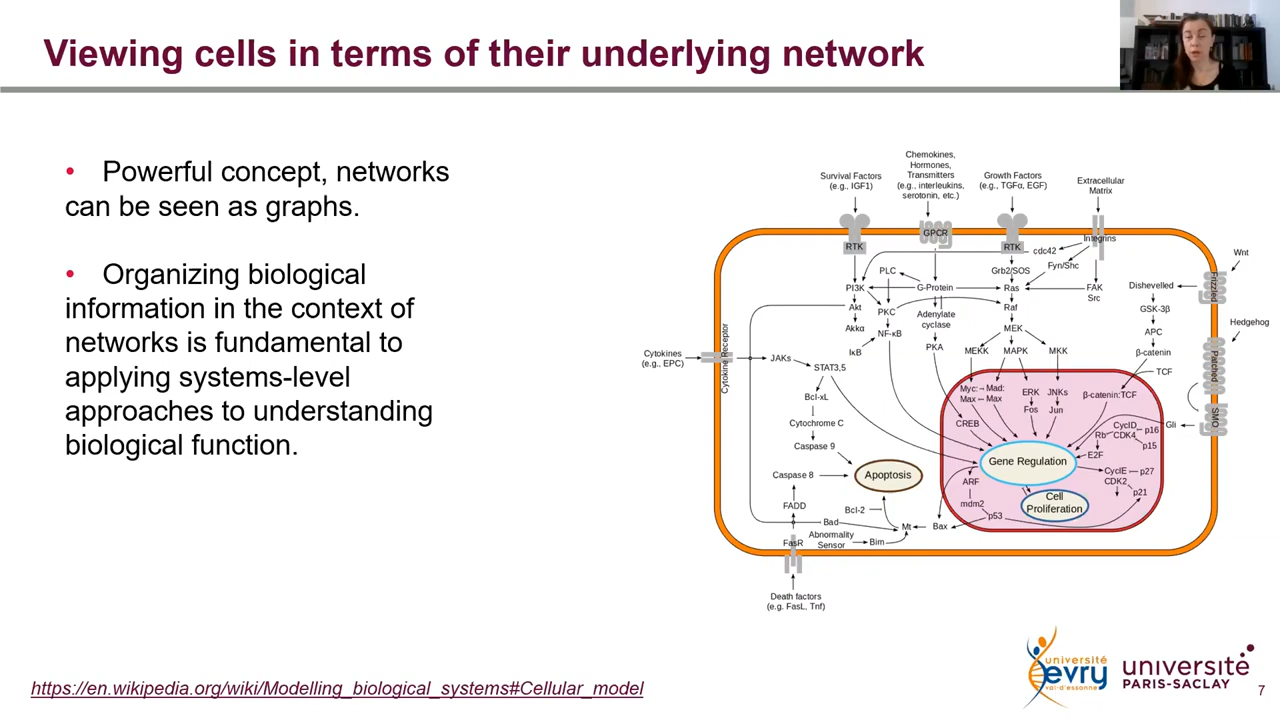 Viewing cells in terms of their underlying network
• Powerful concept, networks
can be seen as graphs.
• Organizing biological
information in the context of
networks is fundamental to
applying systems-level
approaches to understanding
biological function.
Survival Factors
(e.g., IGF1)
Chemokines,
Hormones,
Transmitters
(e.g., interleukins,
serotonin, etc.)
Growth Factors
(e.g., TGFα, EGF)
Extracellular
Matrix
RTK
GPCR
RTK
Integrins
cdc42
Wnt
Frizzled
PLC
Grb2/SOS
Fyn/Shc
PI3K
G-Protein
Ras
FAK
Src
Dishevelled
Akt
PKC
Adenylate
cyclase
Raf
GSK-3β
Hedgehog
Akkα
NF-κB
MEK
APC
IκB
PKA
MEKK
MAPK
MKK
β-catenin
Cytokines
(e.g., EPC)
Cytokine Receptor
JAKs
STAT3,5
TCF
Patched
Bcl-xL
Myc:
Max
Mad:
Max
ERK
JNKs
β-catenin:TCF
Fos
Jun
SMO
Cytochrome C
CREB
CycID
CDK4
p16
p15
Rb
Gli
Caspase 9
E2F
Gene Regulation
Caspase 8
Apoptosis
ARF
CyclE
CDK2
p27
p21
FADD
Bcl-2
mdm2
Cell
Proliferation
p53
Bad
Mt
Bax
Abnormality
Sensor
Bim
FasR
Death factors
(e.g. FasL, Tnf)
https://en.wikipedia.org/wiki/Modelling_biological_systems#Cellular_model
université
evry
val-d'essonne
université
PARIS-SACLAY
7